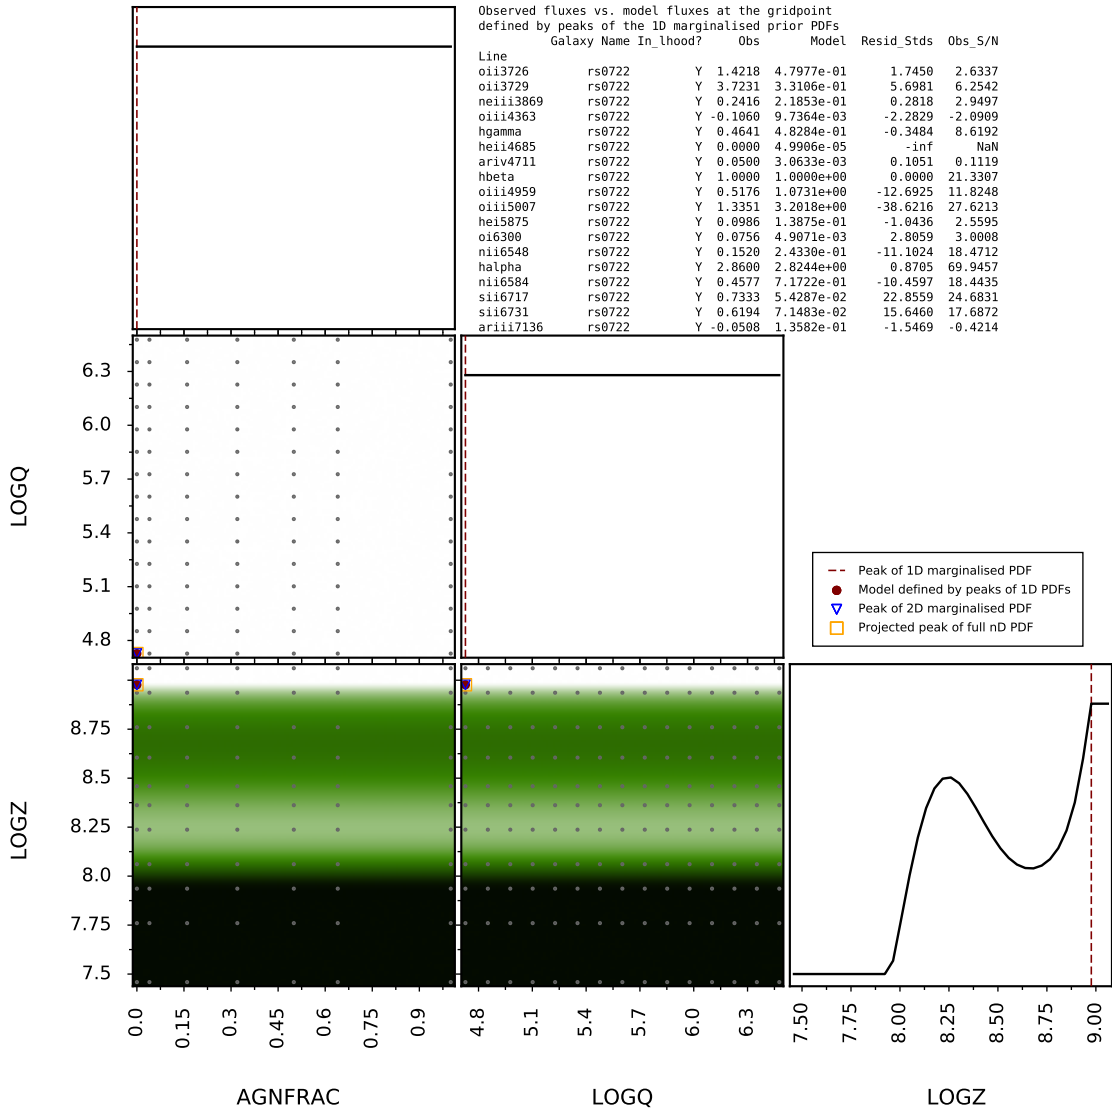 Observed fluxes vs. model fluxes at the gridpoint
defined by peaks of the 1D marginalised prior PDFs
Galaxy Name In_lhood? Obs Model Resid_Stds Obs_S/N
Line
oii3726 rs0722 Y 1.4218 4.7977e-01 1.7450 2.6337
oii3729 rs0722 Y 3.7231 3.3106e-01 5.6981 6.2542
neiii3869 rs0722 Y 0.2416 2.1853e-01 0.2818 2.9497
oiii4363 rs0722 Y -0.1060 9.7364e-03 -2.2829 -2.0909
hgamma rs0722 Y 0.4641 4.8284e-01 -0.3484 8.6192
heii4685 rs0722 Y 0.0000 4.9906e-05 -inf NaN
ariv4711 rs0722 Y 0.0500 3.0633e-03 0.1051 0.1119
hbeta rs0722 Y 1.0000 1.0000e+00 0.0000 21.3307
oiii4959 rs0722 Y 0.5176 1.0731e+00 -12.6925 11.8248
oiii5007 rs0722 Y 1.3351 3.2018e+00 -38.6216 27.6213
hei5875 rs0722 Y 0.0986 1.3875e-01 -1.0436 2.5595
oi6300 rs0722 Y 0.0756 4.9071e-03 2.8059 3.0008
nii6548 rs0722 Y 0.1520 2.4330e-01 -11.1024 18.4712
halpha rs0722 Y 2.8600 2.8244e+00 0.8705 69.9457
nii6584 rs0722 Y 0.4577 7.1722e-01 -10.4597 18.4435
sii6717 rs0722 Y 0.7333 5.4287e-02 22.8559 24.6831
sii6731 rs0722 Y 0.6194 7.1483e-02 15.6460 17.6872
ariii7136 rs0722 Y -0.0508 1.3582e-01 -1.5469 -0.4214
LOGQ
6.3
6.0
5.7
5.4
5.1
4.8
Peak of 1D marginalised PDF
Model defined by peaks of 1D PDFs
Peak of 2D marginalised PDF
Projected peak of full nD PDF
LOGZ
8.75
8.5
8.25
8.0
7.75
7.5
0.0 0.15 0.3 0.45 0.6 0.75 0.9
4.8 5.1 5.4 5.7 6.0 6.3
7.50 7.75 8.00 8.25 8.50 8.75 9.00
AGNFRAC LOGQ LOGZ